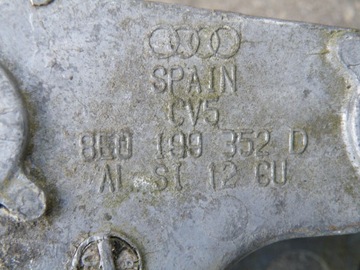 SPAIN
CV5
8E0 199 352 D
Al SI 12 CU